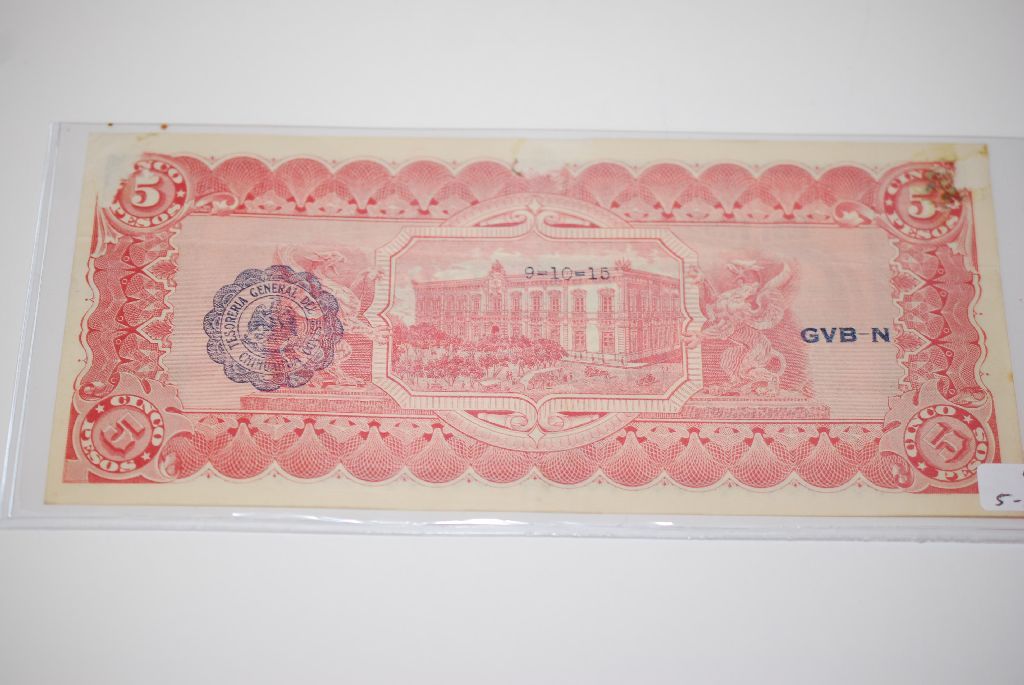 CINCO
5
PESOS
CINCO
5
PESOS
9-10-15
TESORERIA GENERAL DEL
GVB-N
CINCO
5
PESOS
CINCO
5
PESOS
5-